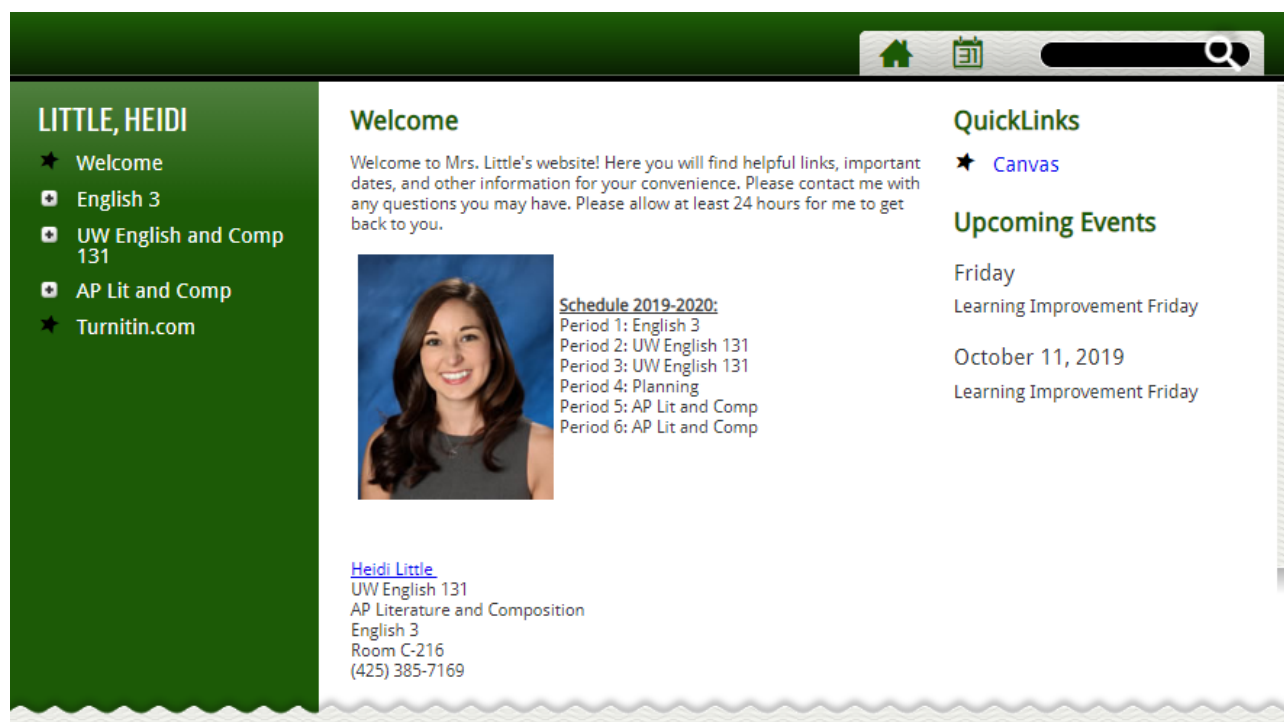 31
LITTLE, HEIDI
Welcome
English 3
UW English and Comp
131
AP Lit and Comp
Turnitin.com
Welcome
Welcome to Mrs. Little's website! Here you will find helpful links, important
dates, and other information for your convenience. Please contact me with
any questions you may have. Please allow at least 24 hours for me to get
back to you.
Schedule 2019-2020:
Period 1: English 3
Period 2: UW English 131
Period 3: UW English 131
Period 4: Planning
Period 5: AP Lit and Comp
Period 6: AP Lit and Comp
Heidi Little
UW English 131
AP Literature and Composition
English 3
Room C-216
(425) 385-7169
QuickLinks
Canvas
Upcoming Events
Friday
Learning Improvement Friday
October 11, 2019
Learning Improvement Friday